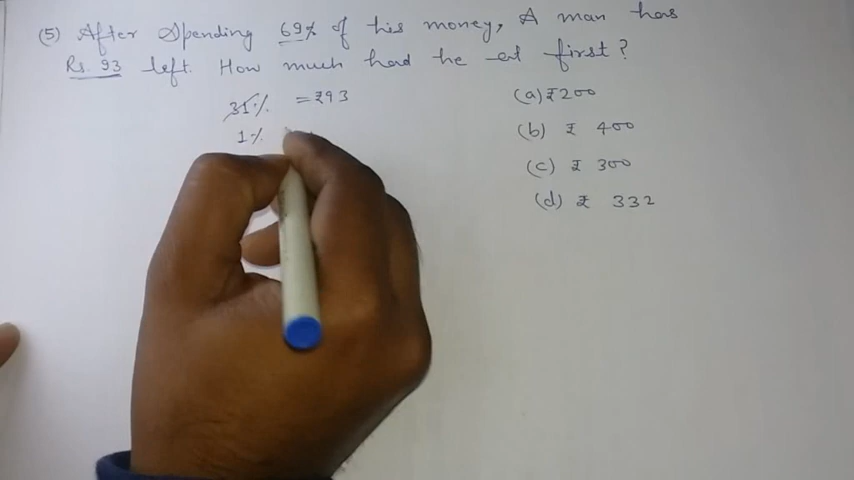 (5) After Spending 69% of his money, A man has
Rs. 93 left. How much had he at first?
31% = ₹93
1%
(a) ₹200
(b) ₹ 400
(c) ₹ 300
(d) ₹ 332